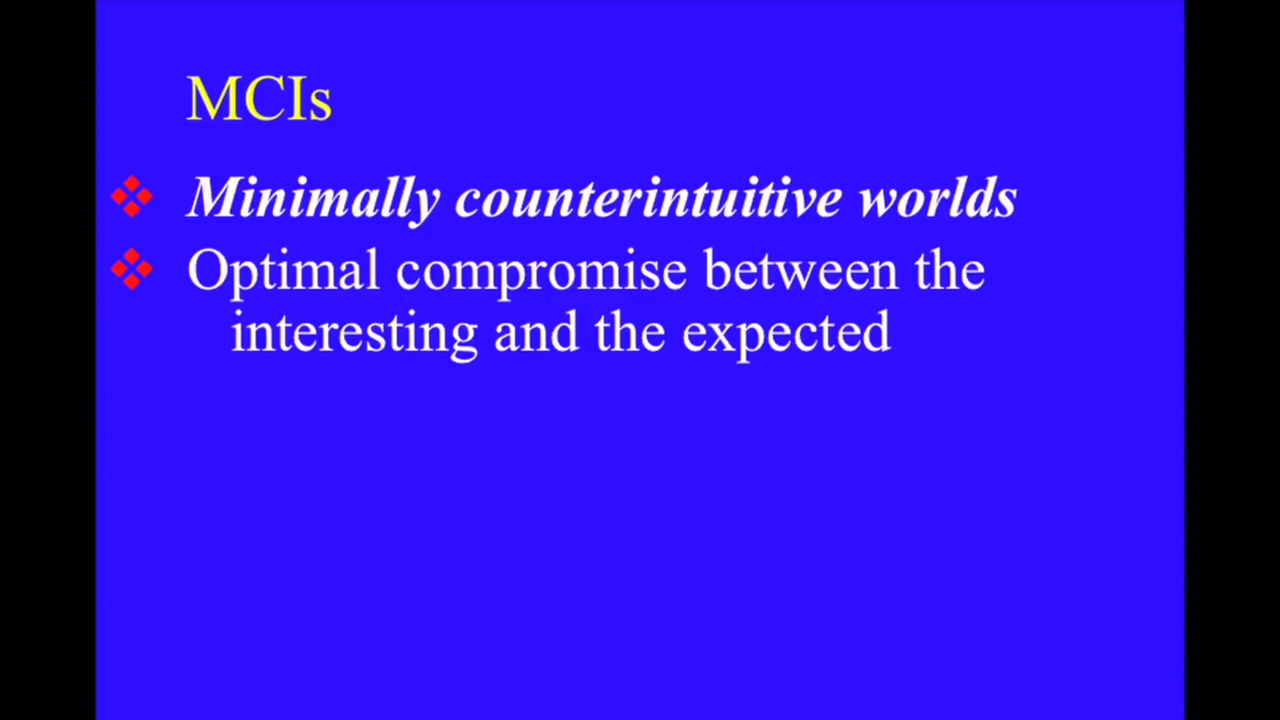 MCIs
Minimally counterintuitive worlds
Optimal compromise between the
interesting and the expected